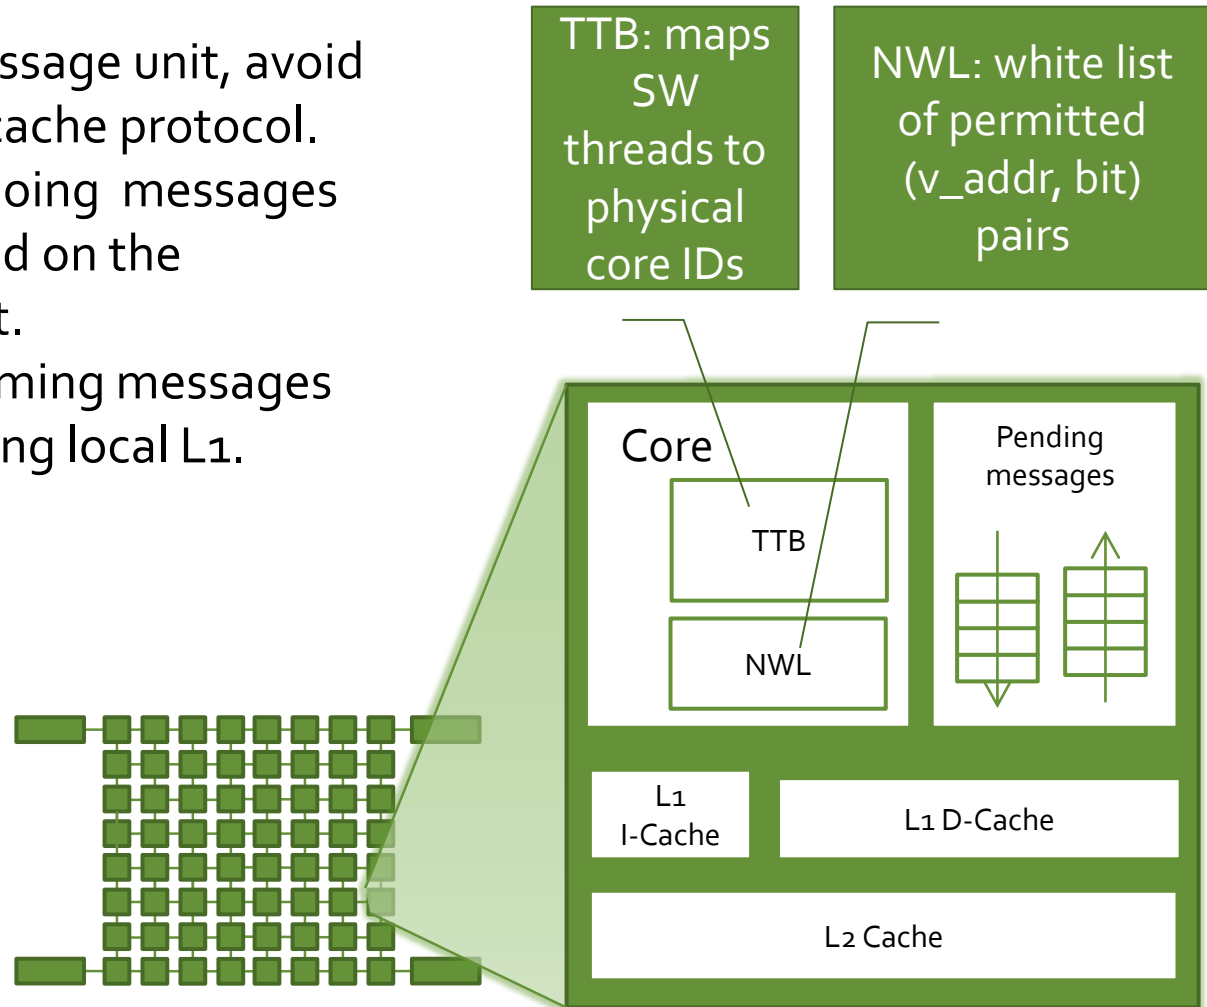 ssage unit, avoid
ache protocol.
oing messages
d on the
t.
ming messages
ng local L1.
TTB: maps
SW
threads to
physical
core IDs
NWL: white list
of permitted
(v_addr, bit)
pairs
Core
TTB
NWL
Pending
messages
L1
I-Cache
L1 D-Cache
L2 Cache